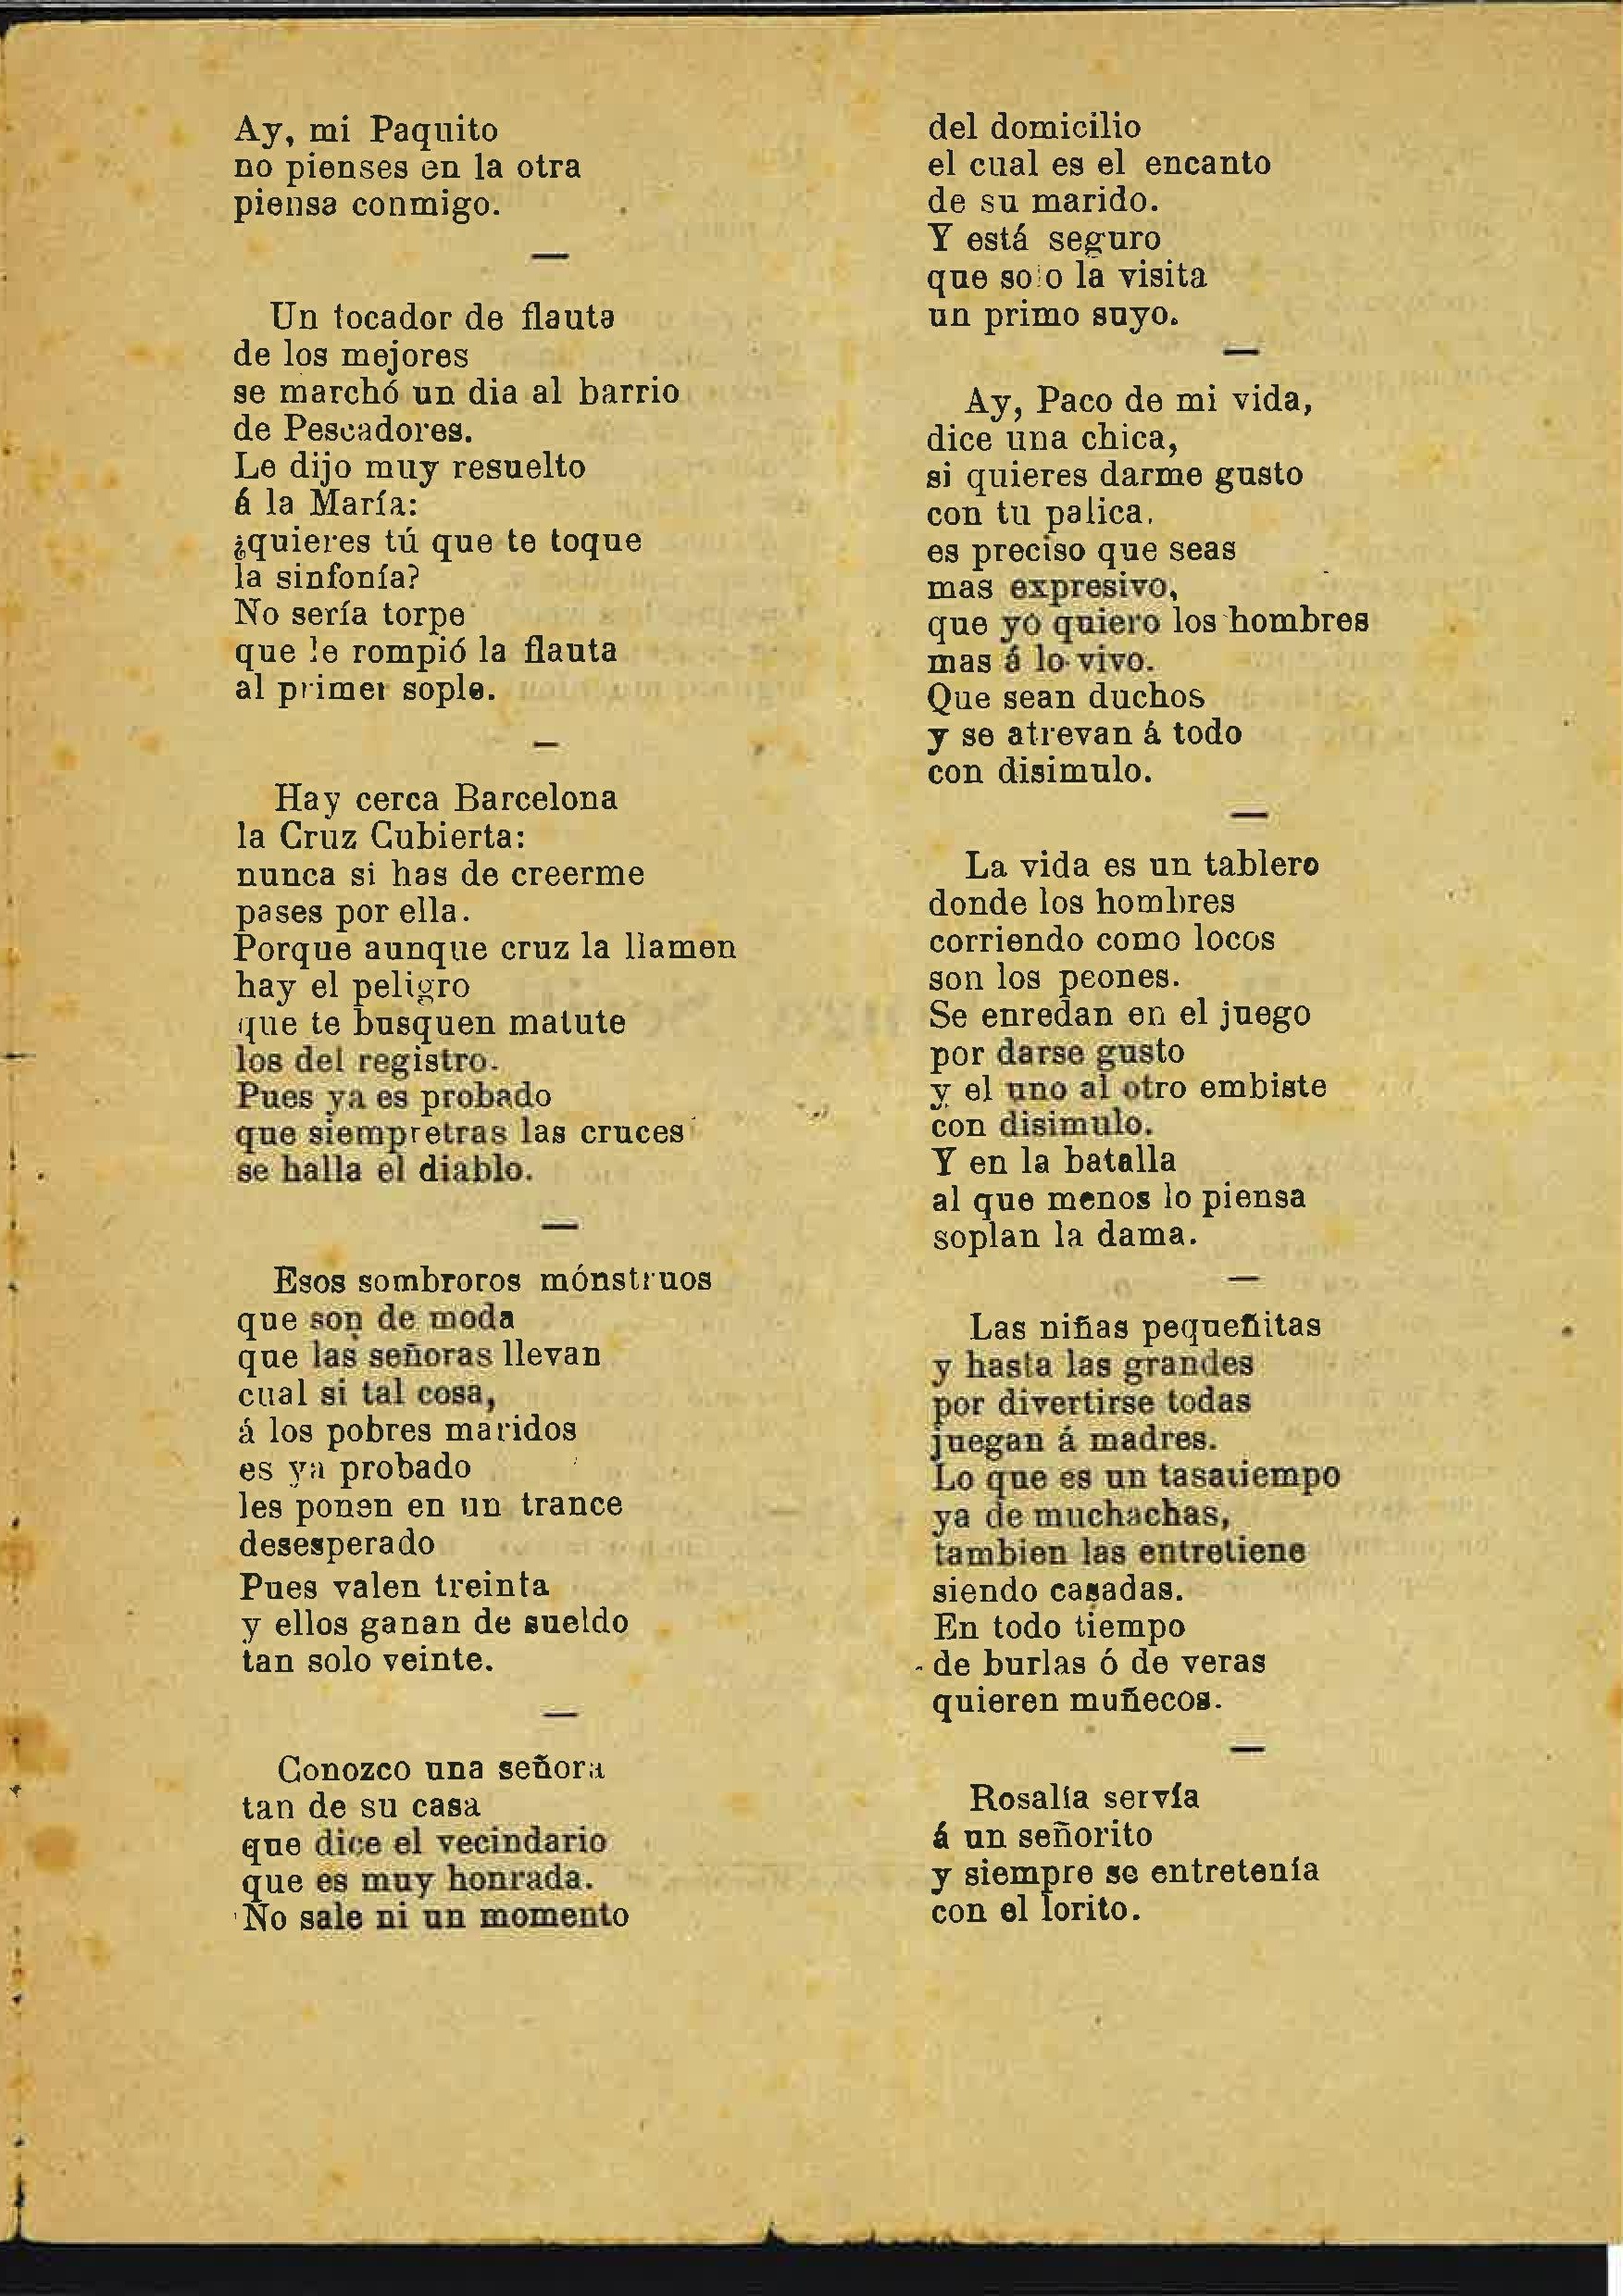 Ay, mi Paquito
no pienses en la otra
piensa conmigo.
—
Un tocador de flauta
de los mejores
se marchó un dia al barrio
de Pescadores.
Le dijo muy resuelto
á la María:
¿quieres tú que te toque
la sinfonía?
No sería torpe
que le rompió la flauta
al primer sople.
—
Hay cerca Barcelona
la Cruz Cubierta:
nunca si has de creerme
pases por ella.
Porque aunque cruz la llamen
hay el peligro
que te busquen matute
los del registro.
Pues ya es probado
que siempretras las cruces
se halla el diablo.
—
Esos sombroros mónstruos
que son de moda
que las señoras llevan
cual si tal cosa,
á los pobres maridos
es ya probado
les ponen en un trance
desesperado
Pues valen treinta
y ellos ganan de sueldo
tan solo veinte.
—
Conozco una señora
tan de su casa
que dice el vecindario
que es muy honrada.
No sale ni un momento
del domicilio
el cual es el encanto
de su marido.
Y está seguro
que solo la visita
un primo suyo.
—
Ay, Paco de mi vida,
dice una chica,
si quieres darme gusto
con tu palica,
es preciso que seas
mas expresivo,
que yo quiero los hombres
mas á lo vivo.
Que sean duchos
y se atrevan á todo
con disimulo.
—
La vida es un tablero
donde los hombres
corriendo como locos
son los peones.
Se enredan en el juego
por darse gusto
y el uno al otro embiste
con disimulo.
Y en la batalla
al que menos lo piensa
soplan la dama.
—
Las niñas pequeñitas
y hasta las grandes
por divertirse todas
juegan á madres.
Lo que es un tasatiempo
ya de muchachas,
tambien las entretiene
siendo casadas.
En todo tiempo
de burlas ó de veras
quieren muñecos.
—
Rosalía servía
á un señorito
y siempre se entretenía
con el lorito.